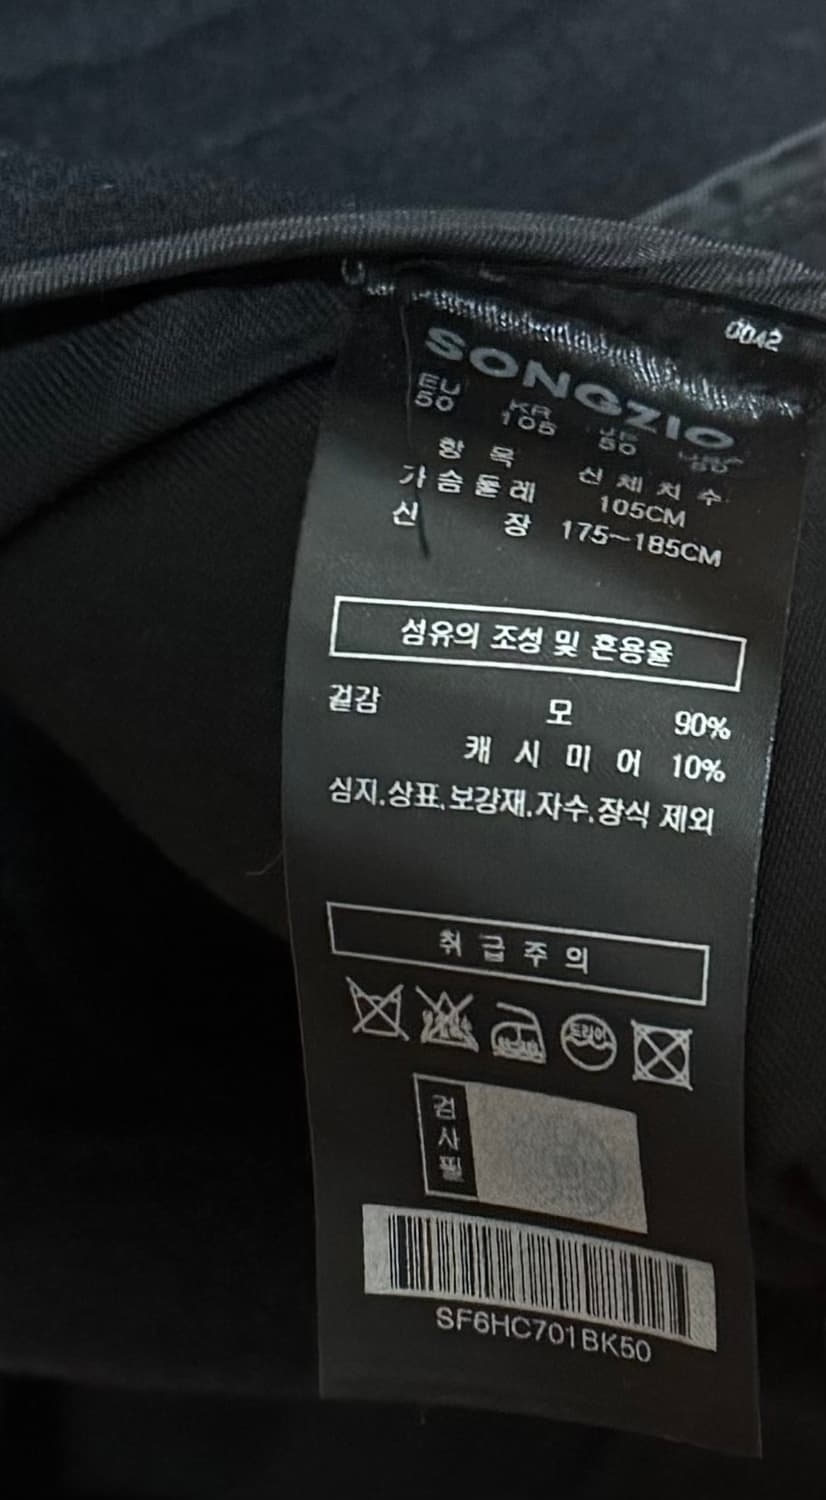 0042
SONGZIO
EU KR
50 105 50
항 목 신 체 치 수
가슴둘레 105CM
신 장 175~185CM
섬유의 조성 및 혼용율
겉감 모 90%
캐 시 미 어 10%
심지.상표.보강재.자수.장식 제외
취 급 주 의
드라이
검
사
필
SF6HC701BK50